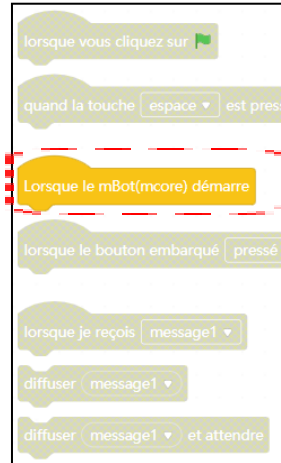 lorsque vous cliquez sur
quand la touche espace est pres
Lorsque le mBot(mcore) démarre
lorsque le bouton embarqué pressé
lorsque je reçois message1
diffuser message1
diffuser message1 et attendre